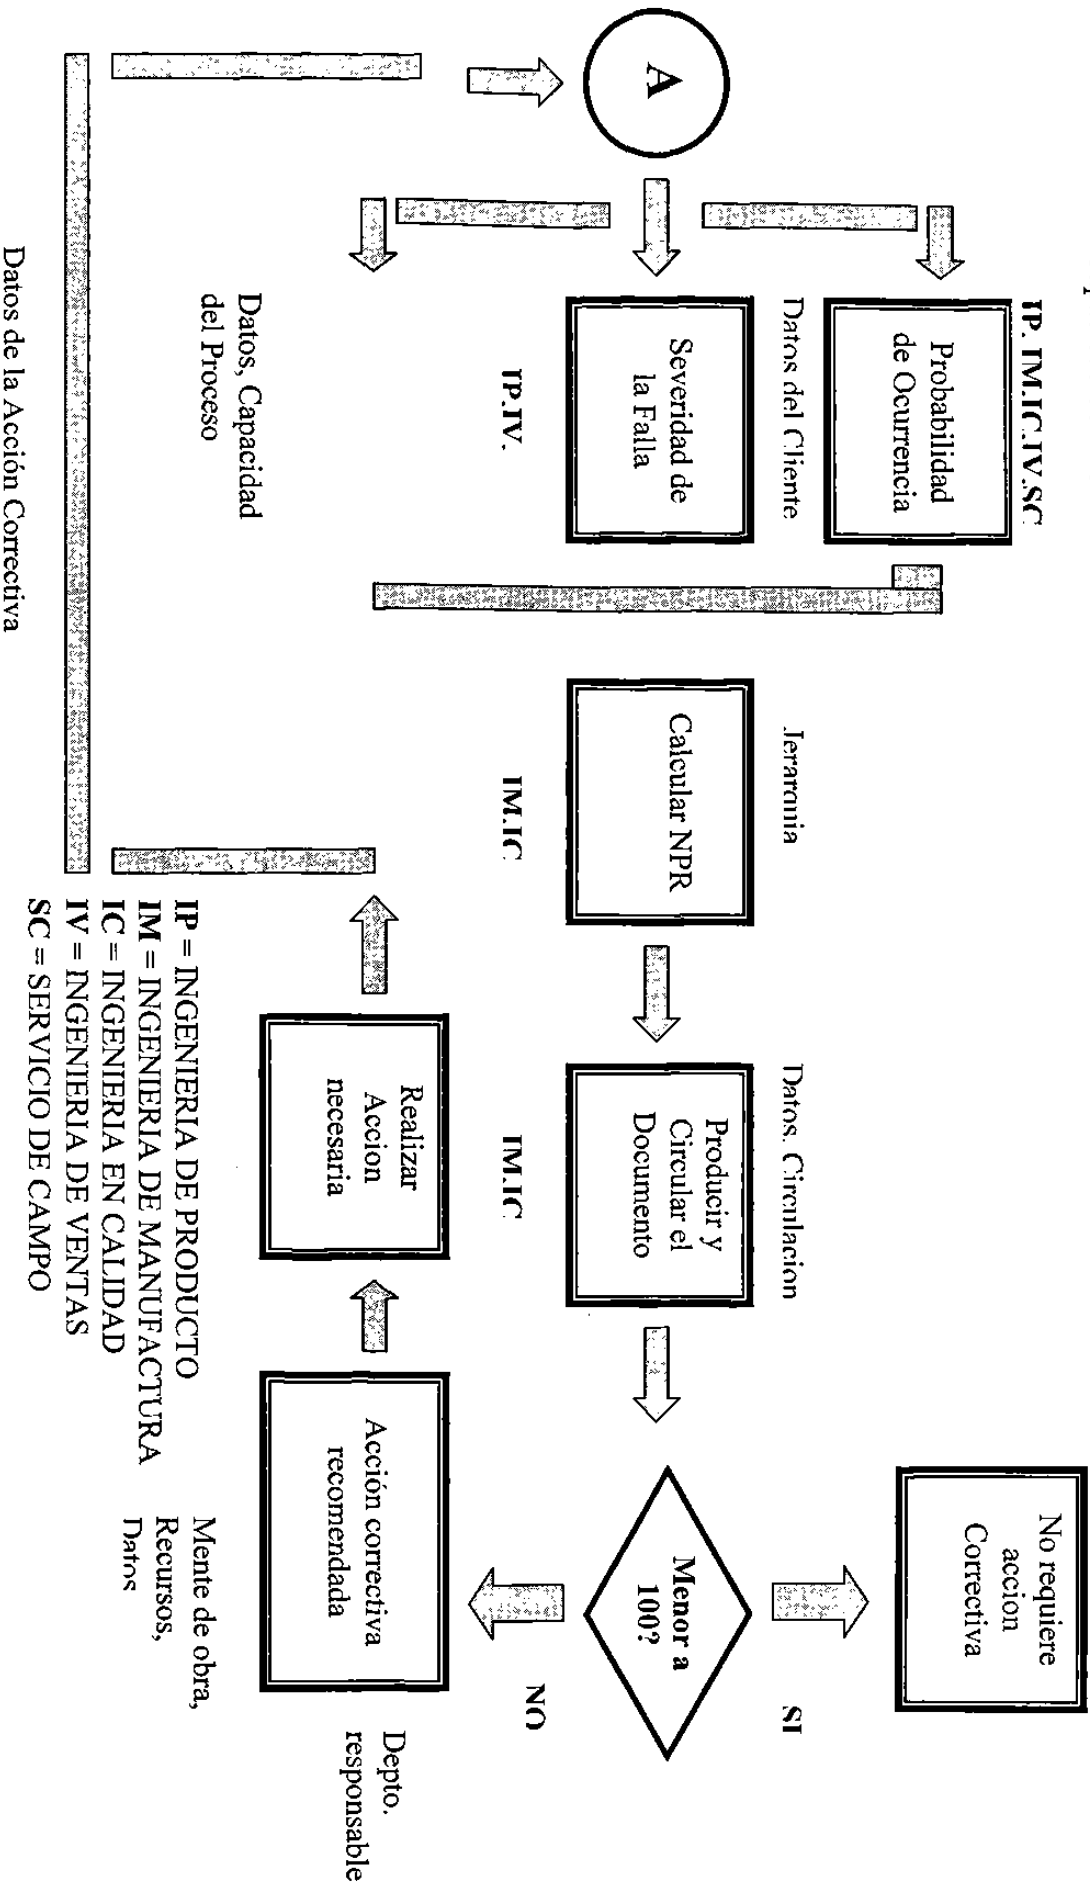 IP. IM.IC.IV.SC
Probabilidad
de Ocurrencia
Datos del Cliente
A
Severidad de
la Falla
IP.IV.
Datos, Capacidad
del Proceso
Jerarquia
Calcular NPR
IM.IC
Datos. Circulacion
Producir y
Circular el
Documento
IM.IC
No requiere
accion
Correctiva
SI
Menor a
100?
NO
Depto.
responsable
Acción correctiva
recomendada
Mente de obra,
Recursos,
Datos
Realizar
Accion
necesaria
IP = INGENIERIA DE PRODUCTO
IM = INGENIERIA DE MANUFACTURA
IC = INGENIERIA EN CALIDAD
IV = INGENIERIA DE VENTAS
SC = SERVICIO DE CAMPO
Datos de la Acción Correctiva